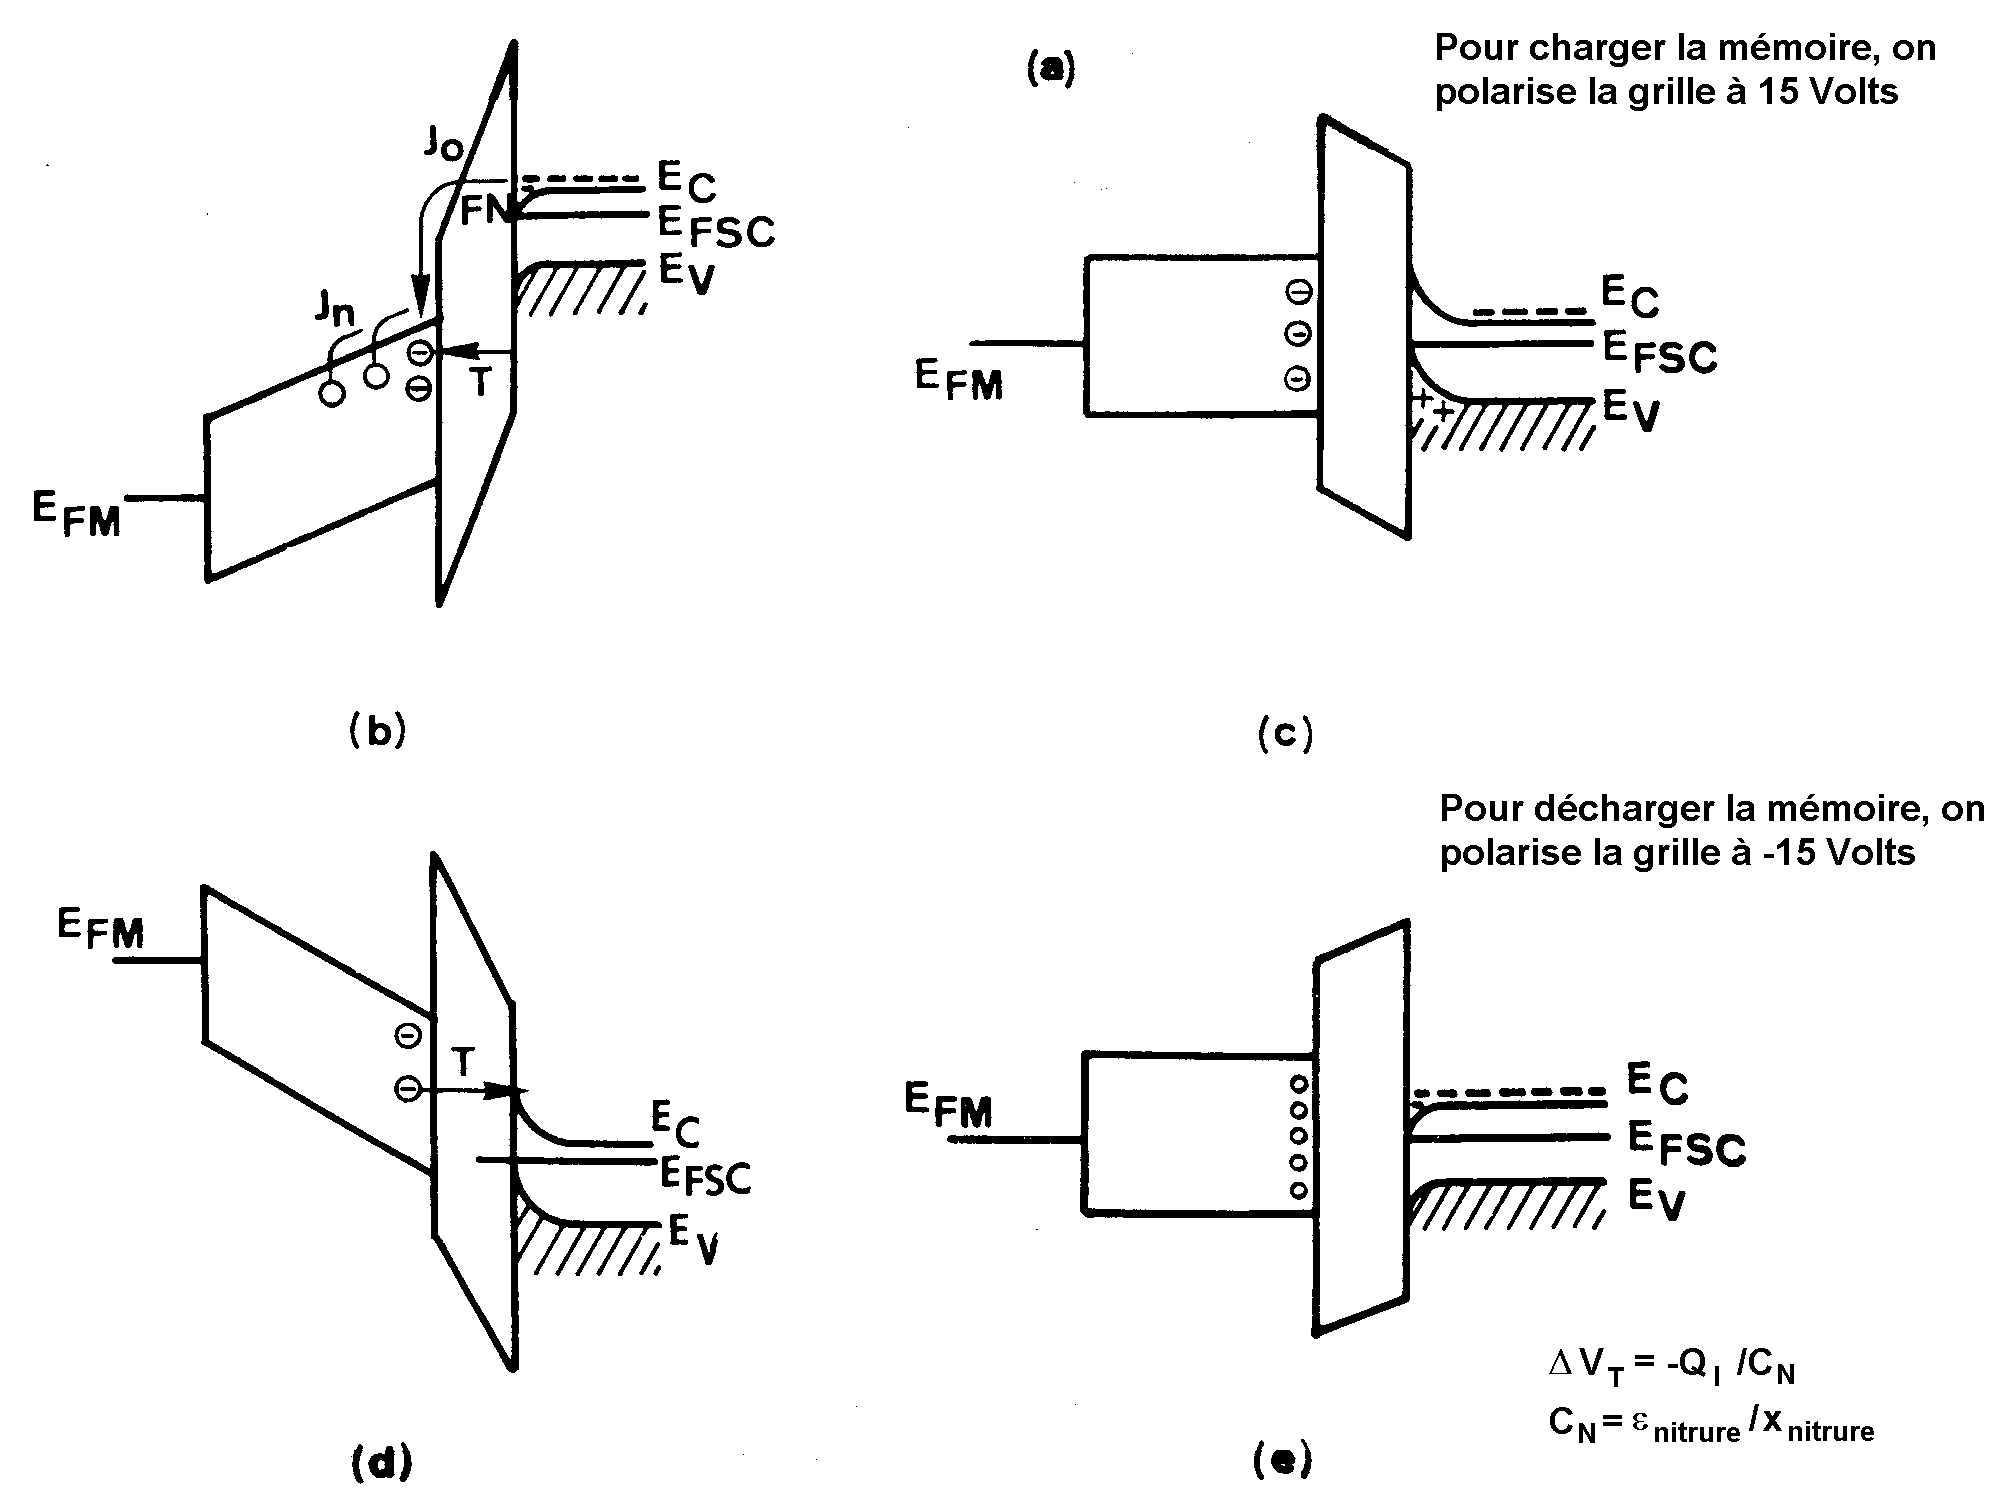 (a)
Pour charger la mémoire, on
polarise la grille à 15 Volts
Jo
EC
FN
EFSC
EV
Jn
T
EFM
(b)
EC
EFSC
EFM
EV
++
(c)
Pour décharger la mémoire, on
polarise la grille à -15 Volts
EFM
T
EC
EFSC
EV
(d)
EC
EFM
EFSC
EV
ΔVT = -QI /CN
CN = εnitrure /xnitrure
(e)